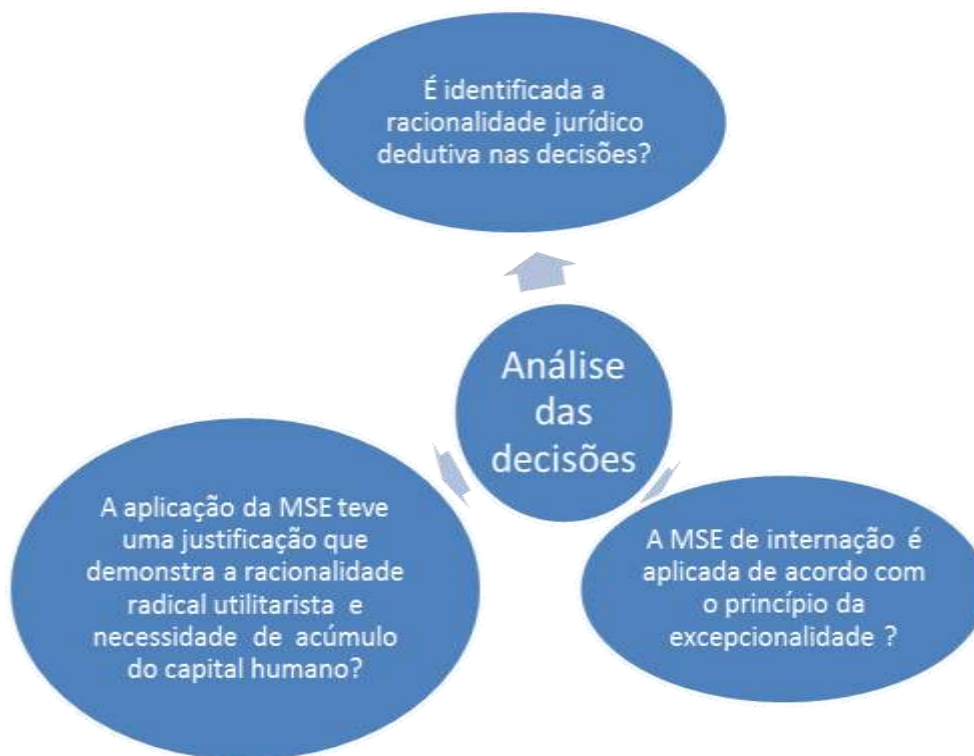 É identificada a
racionalidade jurídico
dedutiva nas decisões?
Análise
das
decisões
A aplicação da MSE teve
uma justificação que
demonstra a racionalidade
radical utilitarista e
necessidade de acúmulo
do capital humano?
A MSE de internação é
aplicada de acordo com
o princípio da
excepcionalidade ?